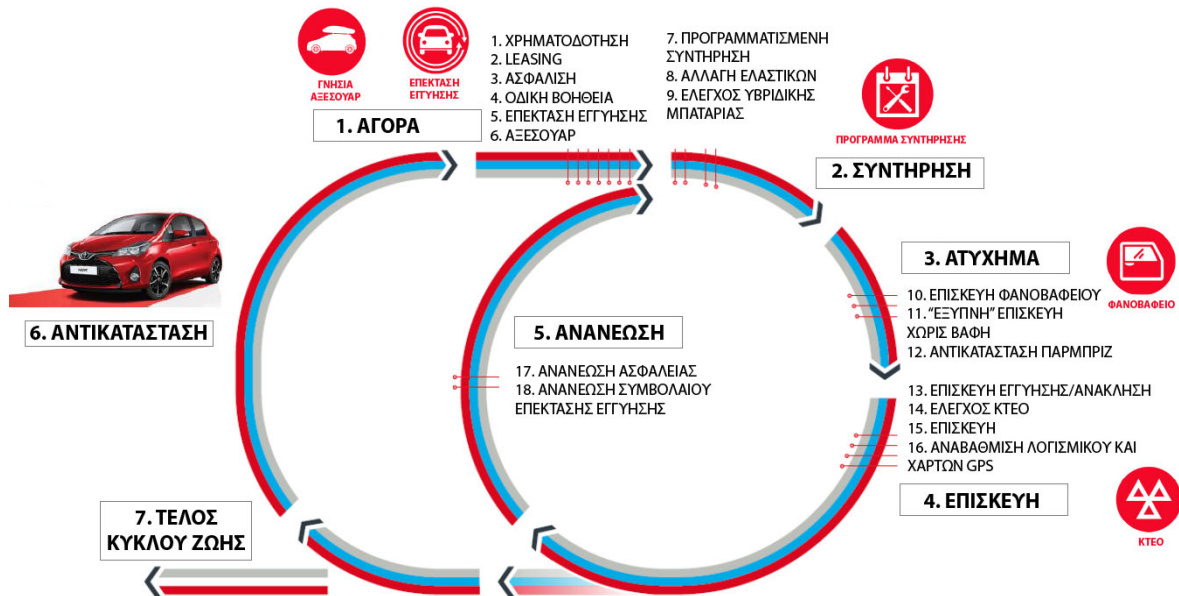 ΓΝΗΣΙΑ
ΑΞΕΣΟΥΑΡ
ΕΠΕΚΤΑΣΗ
ΕΓΓΥΗΣΗΣ
1. ΑΓΟΡΑ
1. ΧΡΗΜΑΤΟΔΟΤΗΣΗ
2. LEASING
3. ΑΣΦΑΛΙΣΗ
4. ΟΔΙΚΗ ΒΟΗΘΕΙΑ
5. ΕΠΕΚΤΑΣΗ ΕΓΓΥΗΣΗΣ
6. ΑΞΕΣΟΥΑΡ
7. ΠΡΟΓΡΑΜΜΑΤΙΣΜΕΝΗ
ΣΥΝΤΗΡΗΣΗ
8. ΑΛΛΑΓΗ ΕΛΑΣΤΙΚΩΝ
9. ΕΛΕΓΧΟΣ ΥΒΡΙΔΙΚΗΣ
ΜΠΑΤΑΡΙΑΣ
ΠΡΟΓΡΑΜΜΑ ΣΥΝΤΗΡΗΣΗΣ
2. ΣΥΝΤΗΡΗΣΗ
3. ΑΤΥΧΗΜΑ
ΦΑΝΟΒΑΦΕΙΟ
10. ΕΠΙΣΚΕΥΗ ΦΑΝΟΒΑΦΕΙΟΥ
11. “ΕΞΥΠΝΗ” ΕΠΙΣΚΕΥΗ
ΧΩΡΙΣ ΒΑΦΗ
12. ΑΝΤΙΚΑΤΑΣΤΑΣΗ ΠΑΡΜΠΡΙΖ
13. ΕΠΙΣΚΕΥΗ ΕΓΓΥΗΣΗΣ/ΑΝΑΚΛΗΣΗ
14. ΕΛΕΓΧΟΣ ΚΤΕΟ
15. ΕΠΙΣΚΕΥΗ
16. ΑΝΑΒΑΘΜΙΣΗ ΛΟΓΙΣΜΙΚΟΥ ΚΑΙ
ΧΑΡΤΩΝ GPS
4. ΕΠΙΣΚΕΥΗ
ΚΤΕΟ
5. ΑΝΑΝΕΩΣΗ
17. ΑΝΑΝΕΩΣΗ ΑΣΦΑΛΕΙΑΣ
18. ΑΝΑΝΕΩΣΗ ΣΥΜΒΟΛΑΙΟΥ
ΕΠΕΚΤΑΣΗΣ ΕΓΓΥΗΣΗΣ
6. ΑΝΤΙΚΑΤΑΣΤΑΣΗ
7. ΤΕΛΟΣ
ΚΥΚΛΟΥ ΖΩΗΣ